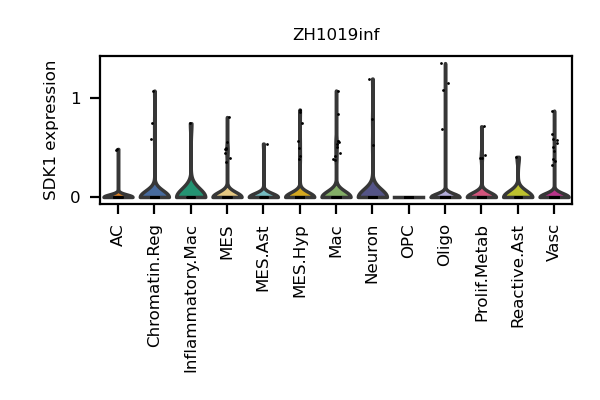 ZH1019inf
SDK1 expression
1
0
AC
Chromatin.Reg
Inflammatory.Mac
MES
MES.Ast
MES.Hyp
Mac
Neuron
OPC
Oligo
Prolif.Metab
Reactive.Ast
Vasc